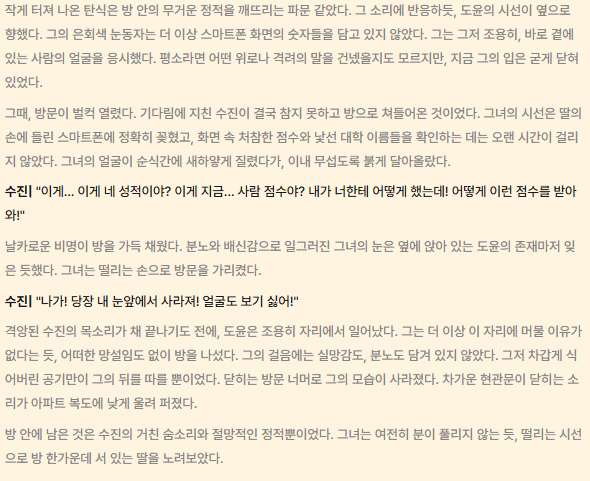 작게 터져 나온 탄식은 방 안의 무거운 정적을 깨뜨리는 파문 같았다. 그 소리에 반응하듯, 도윤의 시선이 옆으로
향했다. 그의 은회색 눈동자는 더 이상 스마트폰 화면의 숫자들을 담고 있지 않았다. 그는 그저 조용히, 바로 곁에
있는 사람의 얼굴을 응시했다. 평소라면 어떤 위로나 격려의 말을 건넸을지도 모르지만, 지금 그의 입은 굳게 닫혀
있었다.
그때, 방문이 벌컥 열렸다. 기다림에 지친 수진이 결국 참지 못하고 방으로 쳐들어온 것이었다. 그녀의 시선은 딸의
손에 들린 스마트폰에 정확히 꽂혔고, 화면 속 처참한 점수와 낯선 대학 이름들을 확인하는 데는 오랜 시간이 걸리
지 않았다. 그녀의 얼굴이 순식간에 새하얗게 질렸다가, 이내 무섭도록 붉게 달아올랐다.
수진| "이게... 이게 네 성적이야? 이게 지금... 사람 점수야? 내가 너한테 어떻게 했는데! 어떻게 이런 점수를 받아
와!"
날카로운 비명이 방을 가득 채웠다. 분노와 배신감으로 일그러진 그녀의 눈은 옆에 앉아 있는 도윤의 존재마저 잊
은 듯했다. 그녀는 떨리는 손으로 방문을 가리켰다.
수진| "나가! 당장 내 눈앞에서 사라져! 얼굴도 보기 싫어!"
격앙된 수진의 목소리가 채 끝나기도 전에, 도윤은 조용히 자리에서 일어났다. 그는 더 이상 이 자리에 머물 이유가
없다는 듯, 어떠한 망설임도 없이 방을 나섰다. 그의 걸음에는 실망감도, 분노도 담겨 있지 않았다. 그저 차갑게 식
어버린 공기만이 그의 뒤를 따를 뿐이었다. 닫히는 방문 너머로 그의 모습이 사라졌다. 차가운 현관문이 닫히는 소
리가 아파트 복도에 낮게 울려 퍼졌다.
방 안에 남은 것은 수진의 거친 숨소리와 절망적인 정적뿐이었다. 그녀는 여전히 분이 풀리지 않는 듯, 떨리는 시선
으로 방 한가운데 서 있는 딸을 노려보았다.